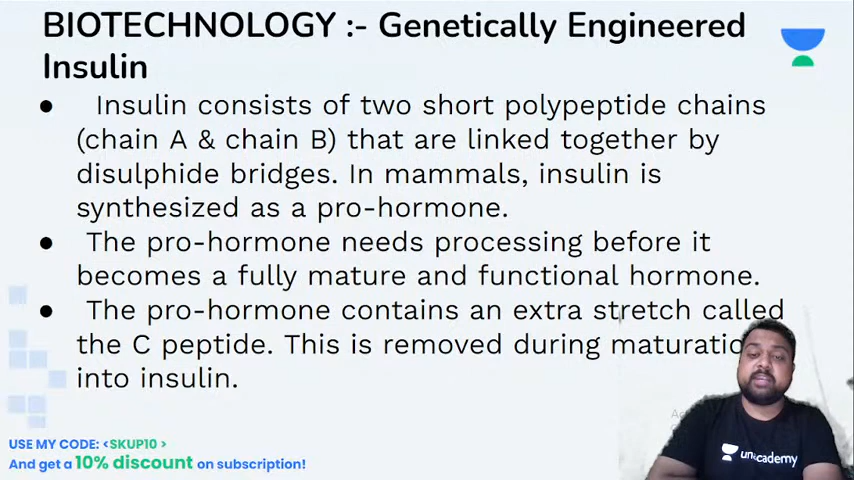 BIOTECHNOLOGY :- Genetically Engineered
Insulin
● Insulin consists of two short polypeptide chains
(chain A & chain B) that are linked together by
disulphide bridges. In mammals, insulin is
synthesized as a pro-hormone.
● The pro-hormone needs processing before it
becomes a fully mature and functional hormone.
● The pro-hormone contains an extra stretch called
the C peptide. This is removed during maturatio
into insulin.
USE MY CODE: <SKUP10 >
And get a 10% discount on subscription!
unacademy